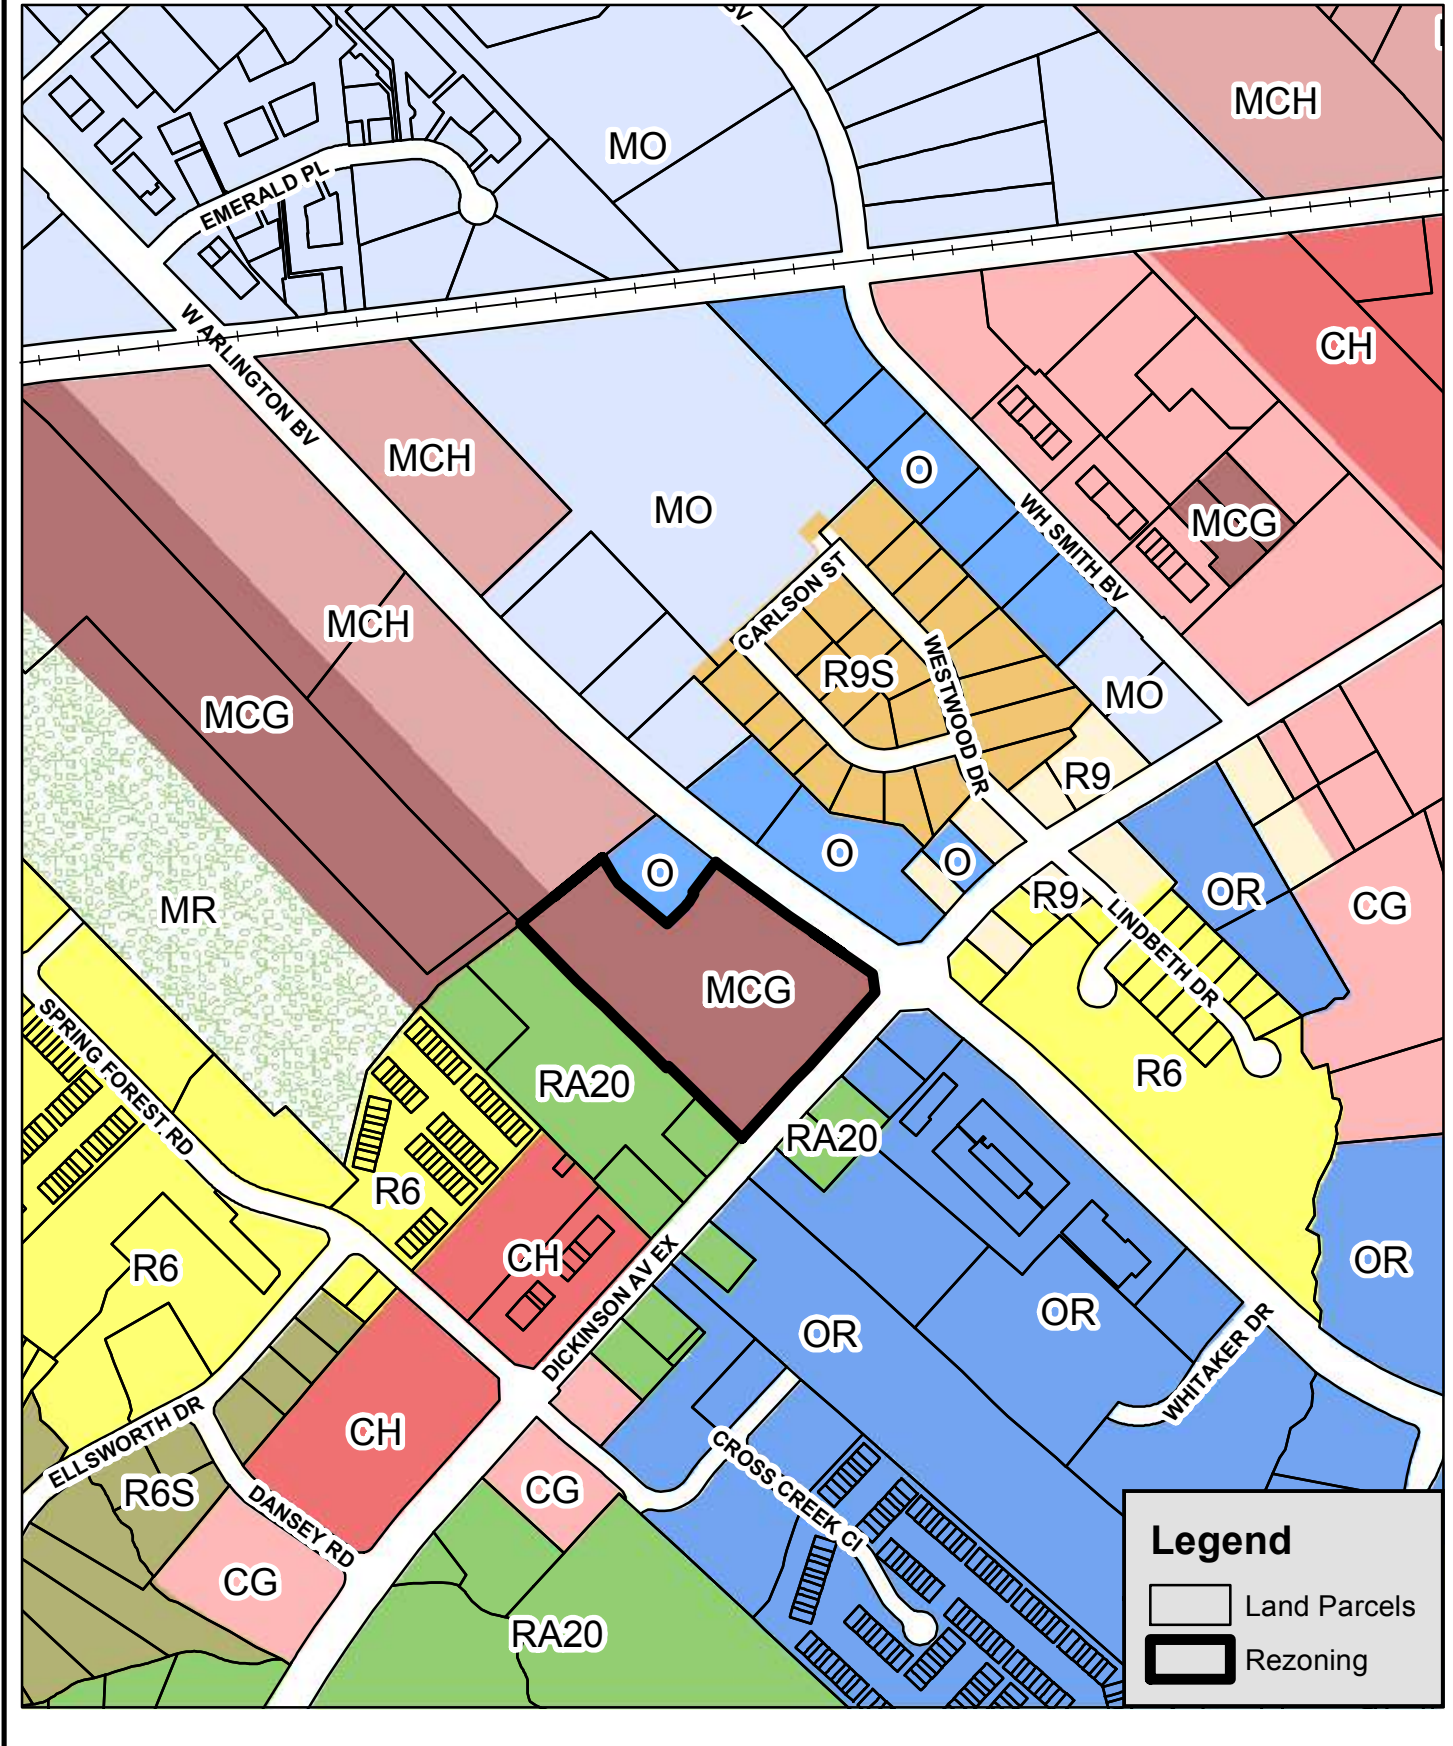 MCH
MO
EMERALD PL
W ARLINGTON BV
CH
MCH
O
MO
WH SMITH BV
MCG
CARLSON ST
MCH
WESTWOOD DR
R9S
MO
MCG
R9
O
O
O
OR
R9
CG
MR
LINDBETH DR
MCG
SPRING FOREST RD
RA20
R6
RA20
R6
CH
R6
OR
DICKINSON AV EX
OR
OR
WHITAKER DR
CH
ELLSWORTH DR
CROSS CREEK CI
R6S
CG
DANSEY RD
CG
RA20
Legend
Land Parcels
Rezoning